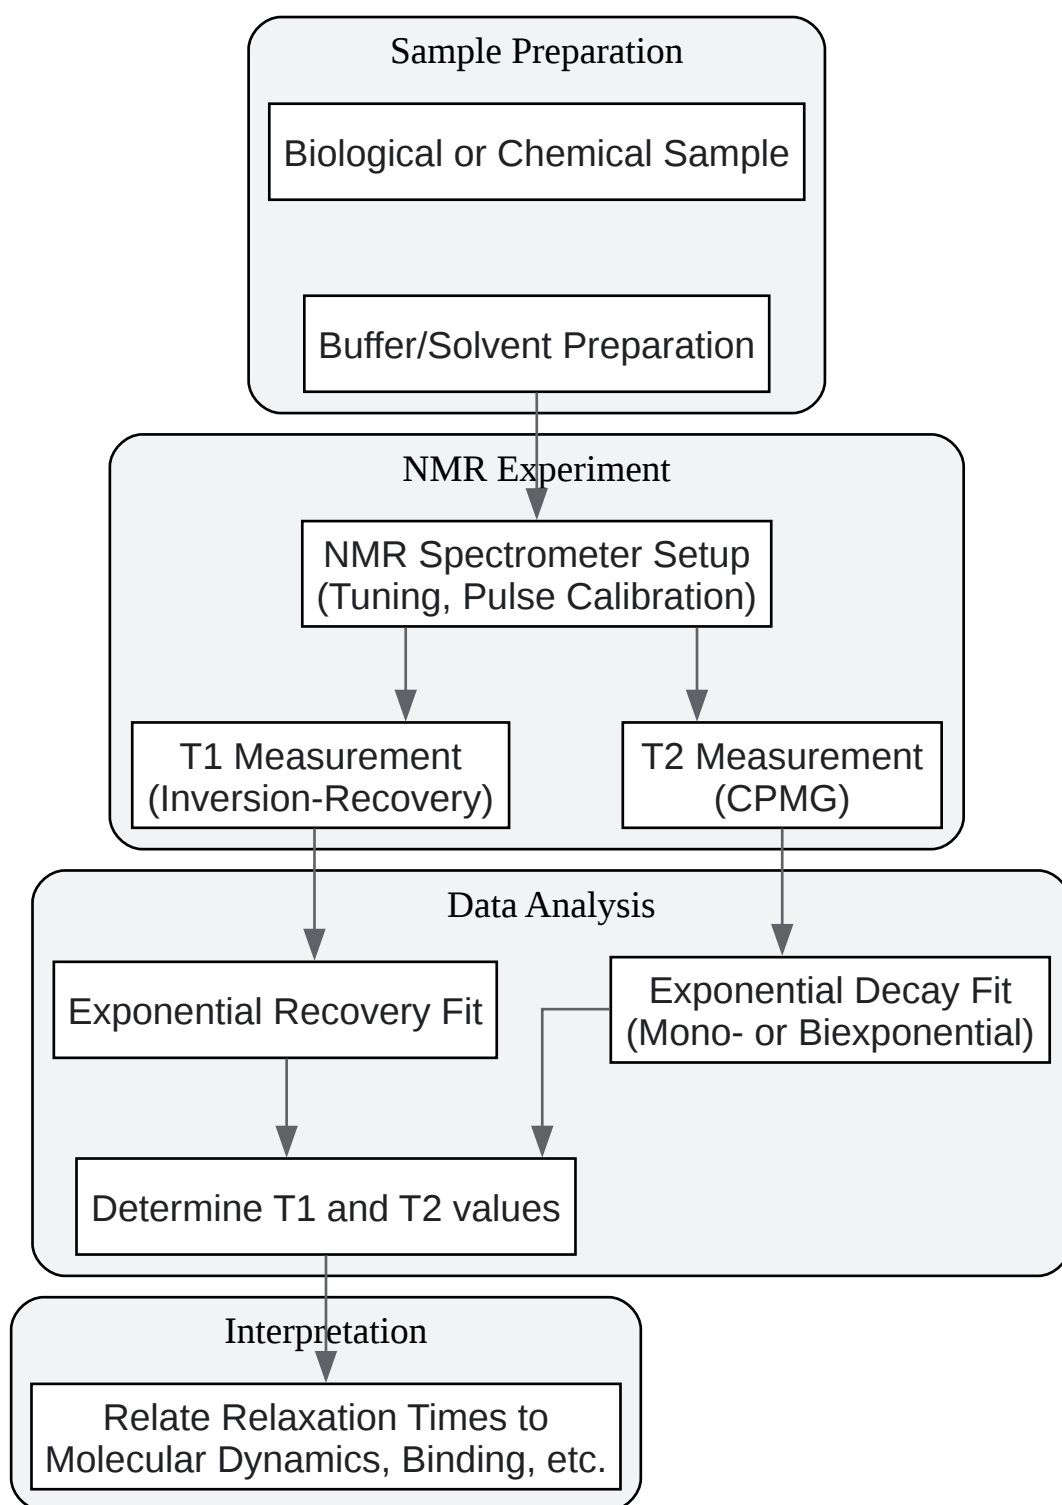 Sample Preparation
Biological or Chemical Sample
Buffer/Solvent Preparation
NMR Experiment
NMR Spectrometer Setup
(Tuning, Pulse Calibration)
T1 Measurement
(Inversion-Recovery)
T2 Measurement
(CPMG)
Data Analysis
Exponential Recovery Fit
Exponential Decay Fit
(Mono- or Biexponential)
Determine T1 and T2 values
Interpretation
Relate Relaxation Times to
Molecular Dynamics, Binding, etc.